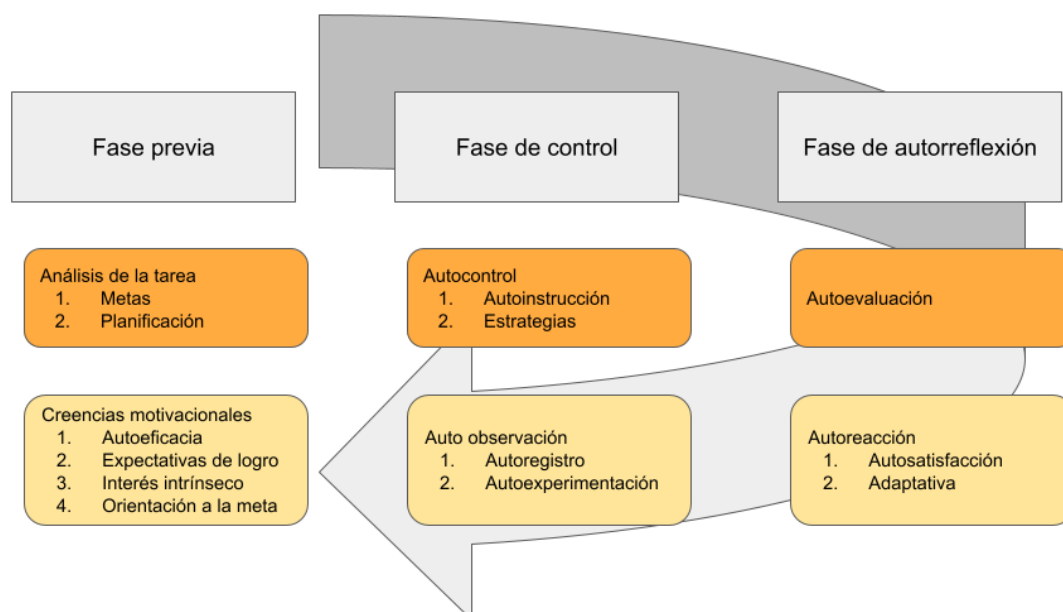 Fase previa
Fase de control
Fase de autorreflexión
Análisis de la tarea
1. Metas
2. Planificación
Autocontrol
1. Autoinstrucción
2. Estrategias
Autoevaluación
Creencias motivacionales
1. Autoeficacia
2. Expectativas de logro
3. Interés intrínseco
4. Orientación a la meta
Auto observación
1. Autoregistro
2. Autoexperimentación
Autoreacción
1. Autosatisfacción
2. Adaptativa